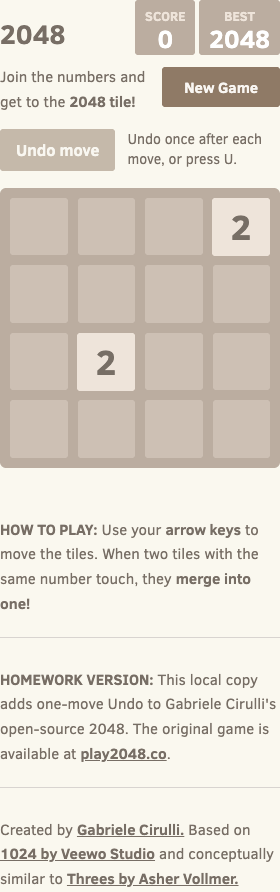 2048
SCORE
0
BEST
2048
Join the numbers and
get to the 2048 tile!
New Game
Undo move
Undo once after each
move, or press U.
2
2
HOW TO PLAY: Use your arrow keys to
move the tiles. When two tiles with the
same number touch, they merge into
one!
HOMEWORK VERSION: This local copy
adds one-move Undo to Gabriele Cirulli's
open-source 2048. The original game is
available at play2048.co.
Created by Gabriele Cirulli. Based on
1024 by Veewo Studio and conceptually
similar to Threes by Asher Vollmer.